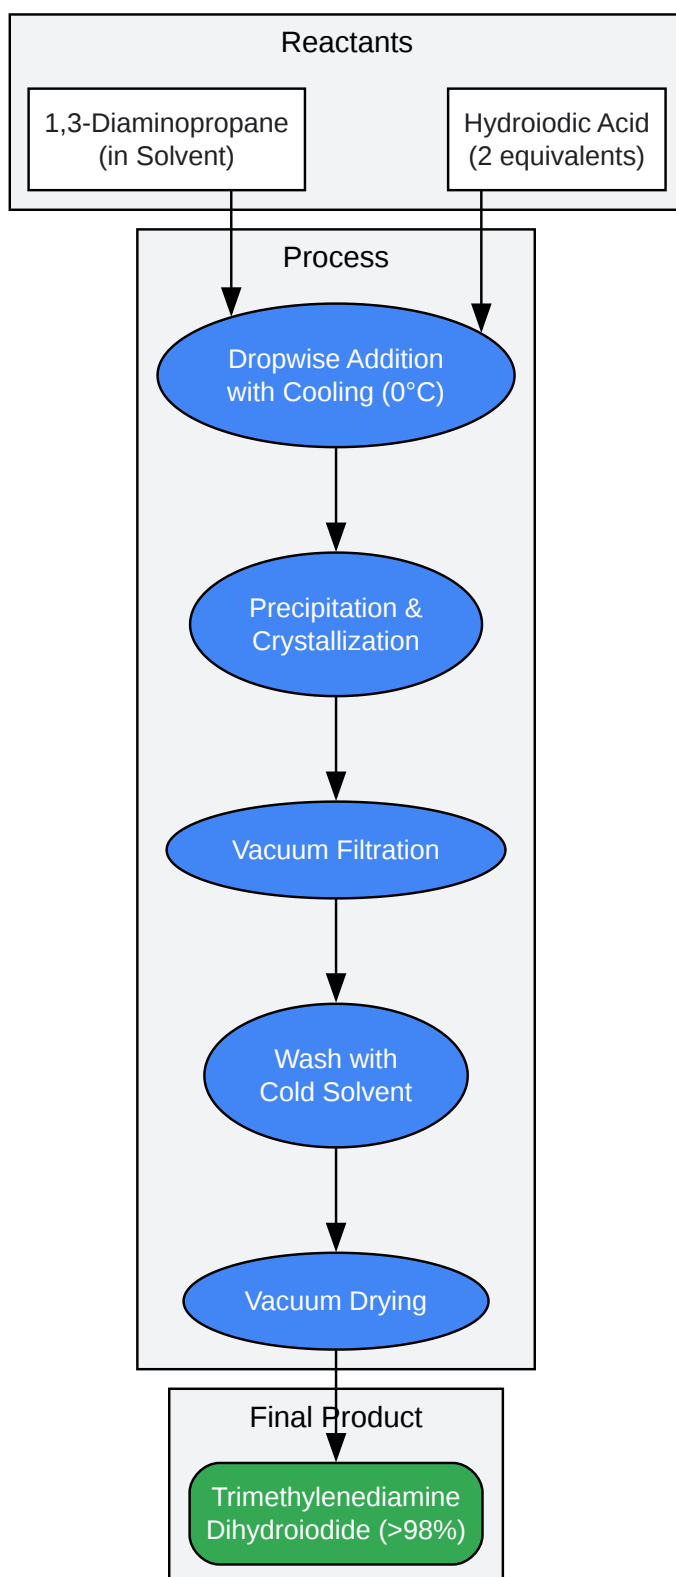 Reactants
1,3-Diaminopropane
(in Solvent)
Hydroiodic Acid
(2 equivalents)
Process
Dropwise Addition
with Cooling (0°C)
Precipitation &
Crystallization
Vacuum Filtration
Wash with
Cold Solvent
Vacuum Drying
Final Product
Trimethylenediamine
Dihydroiodide (>98%)